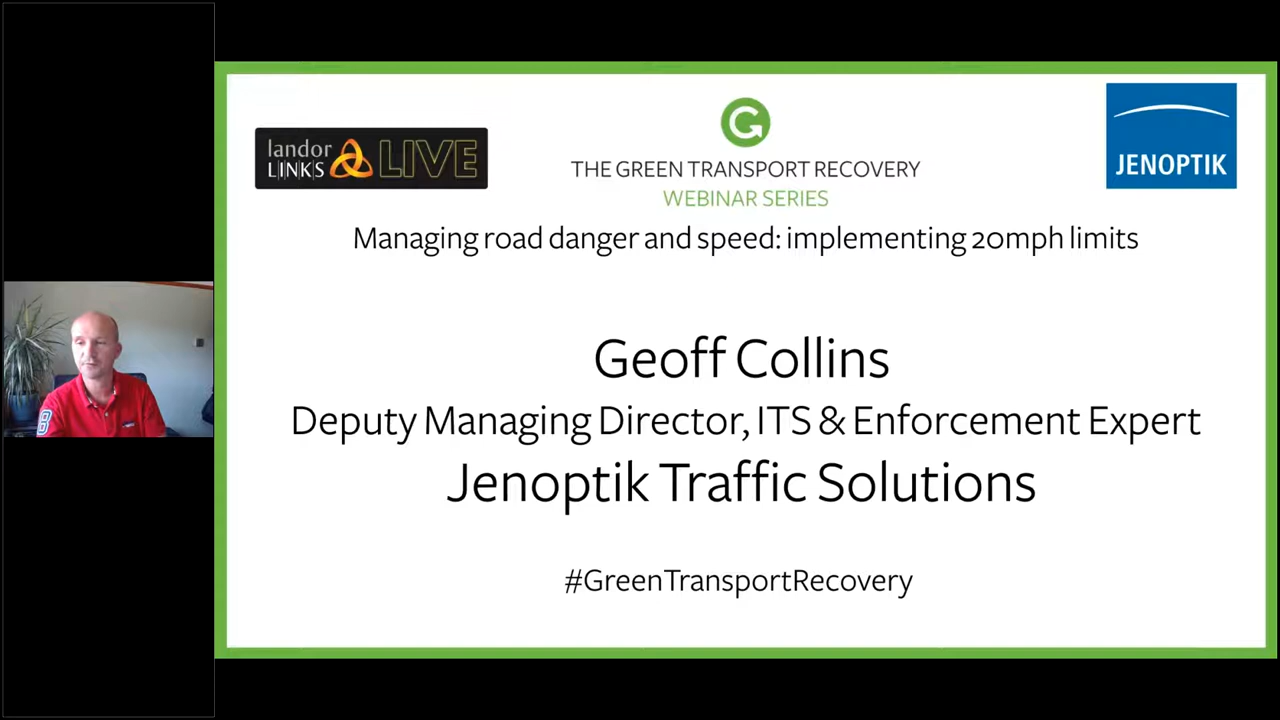 landor
LINKS LIVE
THE GREEN TRANSPORT RECOVERY
WEBINAR SERIES
JENOPTIK
Managing road danger and speed: implementing 20mph limits
Geoff Collins
Deputy Managing Director, ITS & Enforcement Expert
Jenoptik Traffic Solutions
#GreenTransportRecovery